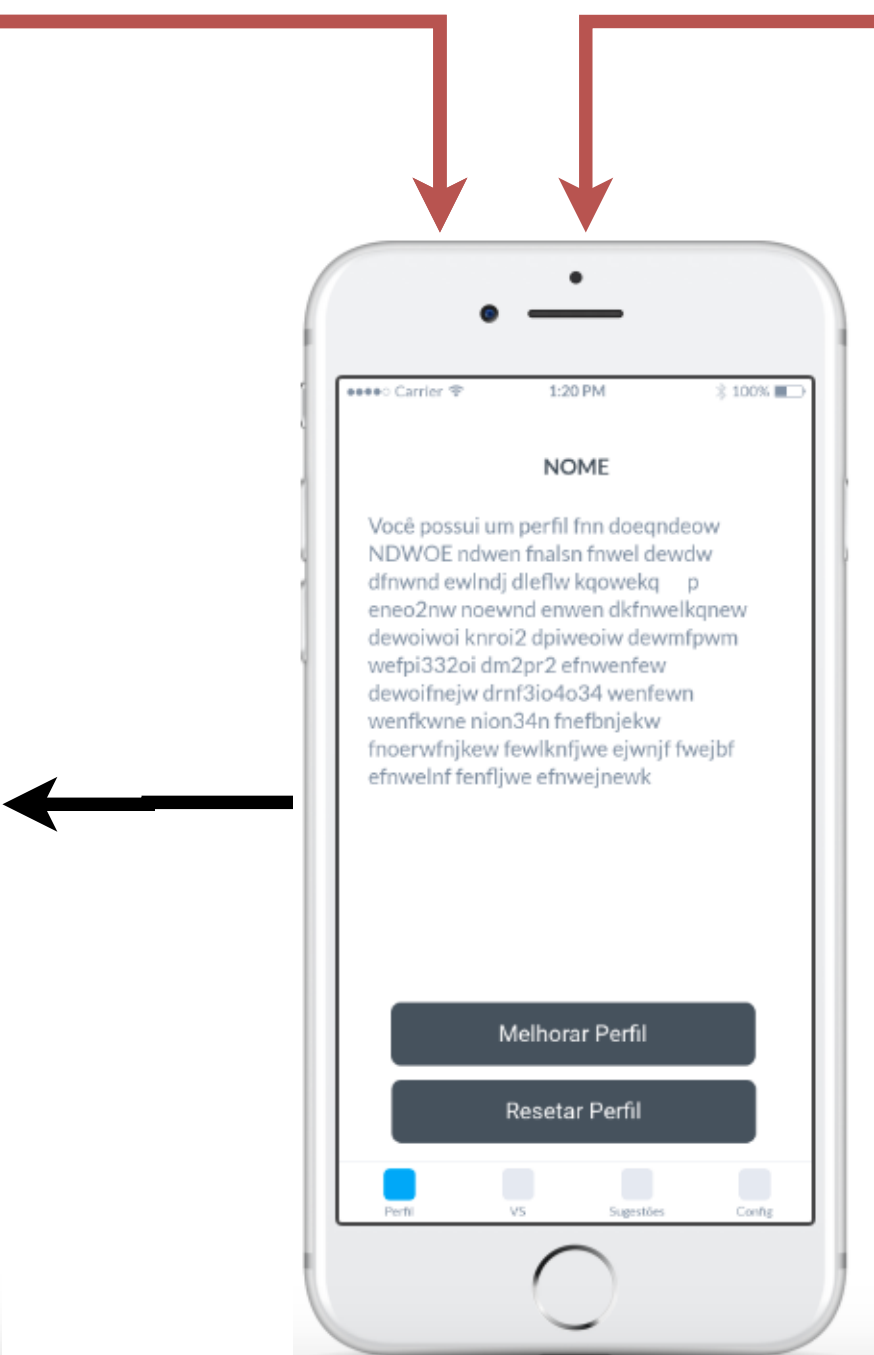 Carrier 1:20 PM 100%
NOME
Você possui um perfil fnn doeqndeow
NDWOE ndwen fnalsn fnwel dewdw
dfnwnd ewlndj dleflw kqowekq p
eneo2nw noewnd enwen dkfnwelkqnew
dewoiwoi knroi2 dpiweoiw dewmfpwm
wefpi332oi dm2pr2 efnwenfew
dewoifnejw drnf3io4o34 wenfewn
wenfkwne nion34n fnefbnjekw
fnoerwfnjkew fewlknfjwe ejwnjf fwejbf
efnwelnf fenfljwe efnwejnewk
Melhorar Perfil
Resetar Perfil
Perfil VS Sugestões Config